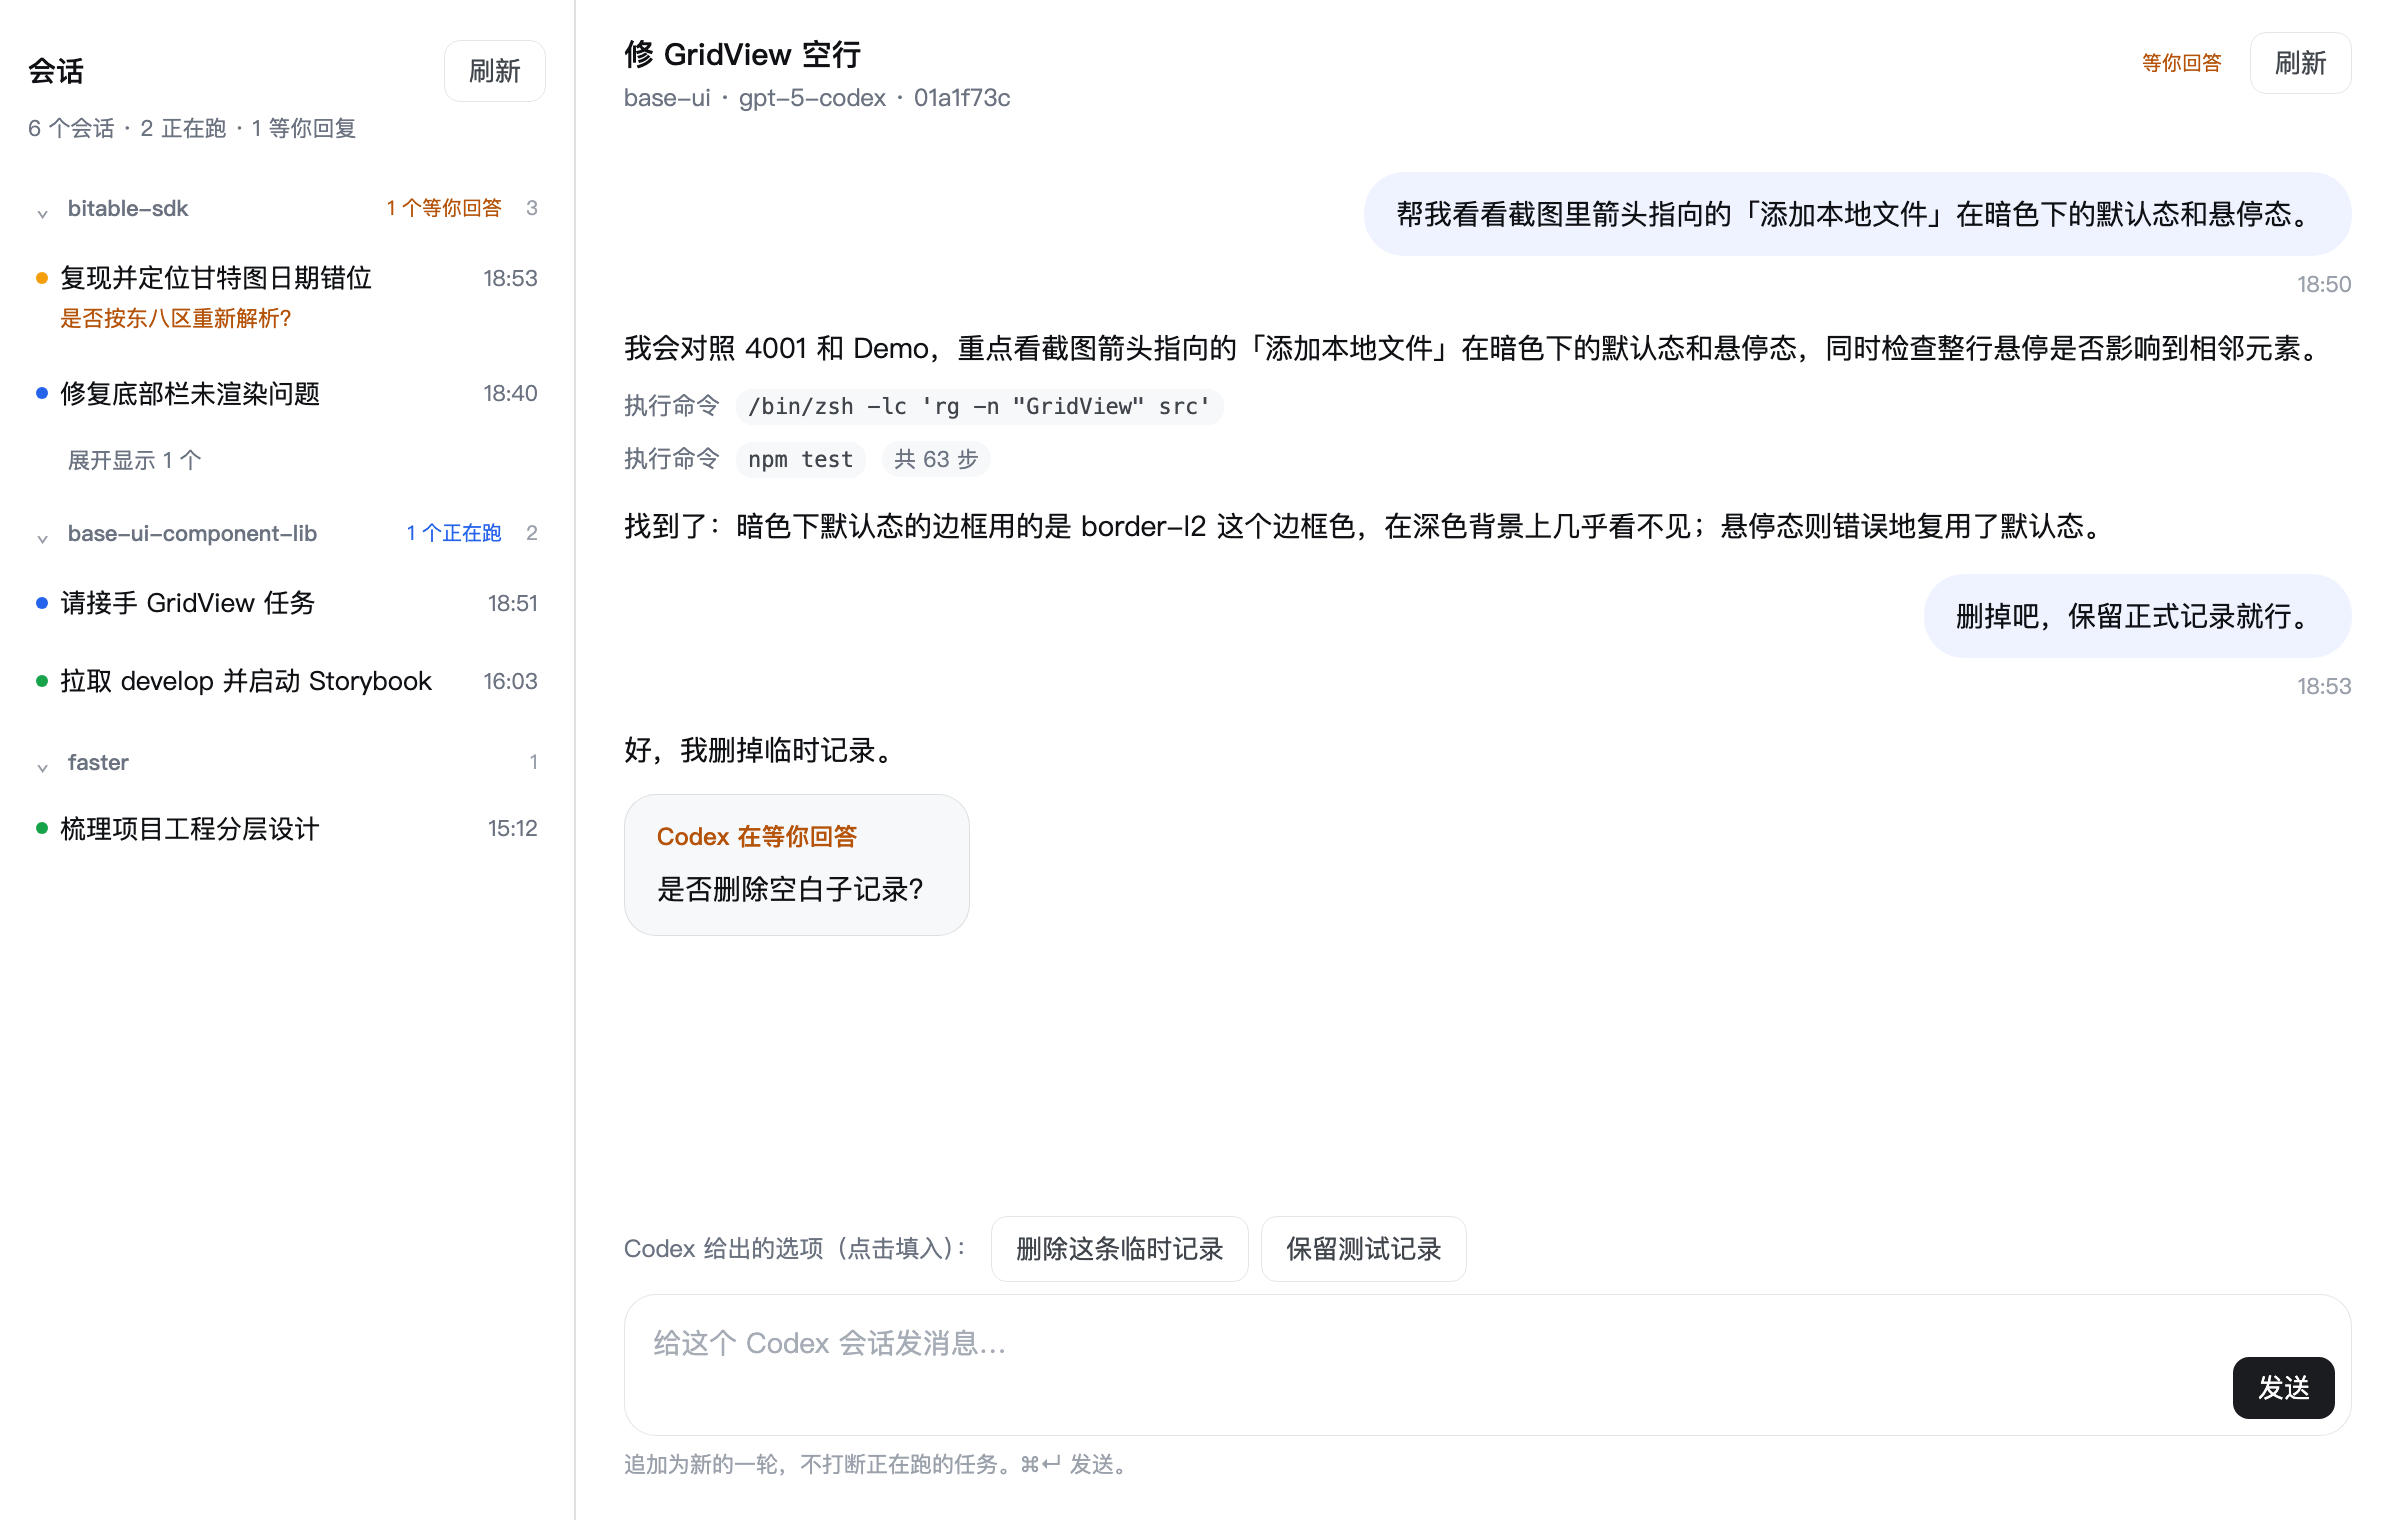 会话
刷新
6 个会话 · 2 正在跑 · 1 等你回复
bitable-sdk 1 个等你回答 3
复现并定位甘特图日期错位 18:53
是否按东八区重新解析?
修复底部栏未渲染问题 18:40
展开显示 1 个
base-ui-component-lib 1 个正在跑 2
请接手 GridView 任务 18:51
拉取 develop 并启动 Storybook 16:03
faster 1
梳理项目工程分层设计 15:12
修 GridView 空行
base-ui · gpt-5-codex · 01a1f73c
等你回答 刷新
帮我看看截图里箭头指向的「添加本地文件」在暗色下的默认态和悬停态。
18:50
我会对照 4001 和 Demo，重点看截图箭头指向的「添加本地文件」在暗色下的默认态和悬停态，同时检查整行悬停是否影响到相邻元素。
执行命令 /bin/zsh -lc 'rg -n "GridView" src'
执行命令 npm test 共 63 步
找到了：暗色下默认态的边框用的是 border-l2 这个边框色，在深色背景上几乎看不见；悬停态则错误地复用了默认态。
删掉吧，保留正式记录就行。
18:53
好，我删掉临时记录。
Codex 在等你回答
是否删除空白子记录?
Codex 给出的选项（点击填入）： 删除这条临时记录 保留测试记录
给这个 Codex 会话发消息…
发送
追加为新的一轮，不打断正在跑的任务。⌘↵ 发送。